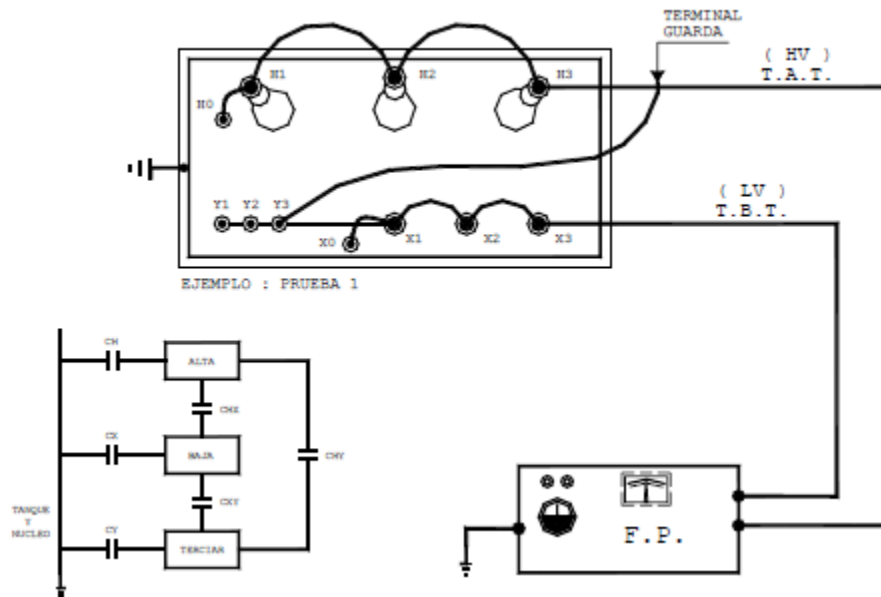 TERMINAL
GUARDA
( HV )
T.A.T.
H1
H2
H3
H0
Y1 Y2 Y3
( LV )
T.B.T.
X0
X1
X2
X3
EJEMPLO : PRUEBA 1
CH
ALTA
CHX
CX
BAJA
CHY
CXY
TANQUE
Y
NUCLEO
CY
TERCIAR
F.P.